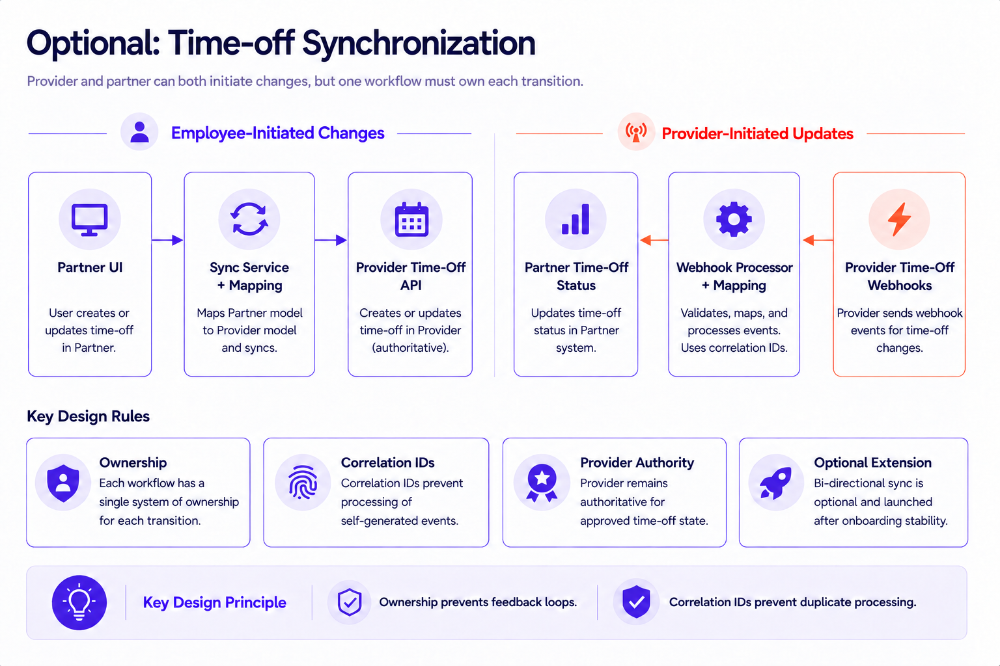 Optional: Time-off Synchronization
Provider and partner can both initiate changes, but one workflow must own each transition.
Employee-Initiated Changes
Partner UI
User creates or
updates time-off
in Partner.
Sync Service
+ Mapping
Maps Partner model
to Provider model
and syncs.
Provider Time-Off
API
Creates or updates
time-off in Provider
(authoritative).
Provider-Initiated Updates
Partner Time-Off
Status
Updates time-off
status in Partner
system.
Webhook Processor
+ Mapping
Validates, maps, and
processes events.
Uses correlation IDs.
Provider Time-Off
Webhooks
Provider sends webhook
events for time-off
changes.
Key Design Rules
Ownership
Each workflow has a
single system of ownership
for each transition.
Correlation IDs
Correlation IDs prevent
processing of
self-generated events.
Provider Authority
Provider remains
authoritative for
approved time-off state.
Optional Extension
Bi-directional sync is
optional and launched
after onboarding stability.
Key Design Principle
Ownership prevents feedback loops.
Correlation IDs prevent duplicate processing.